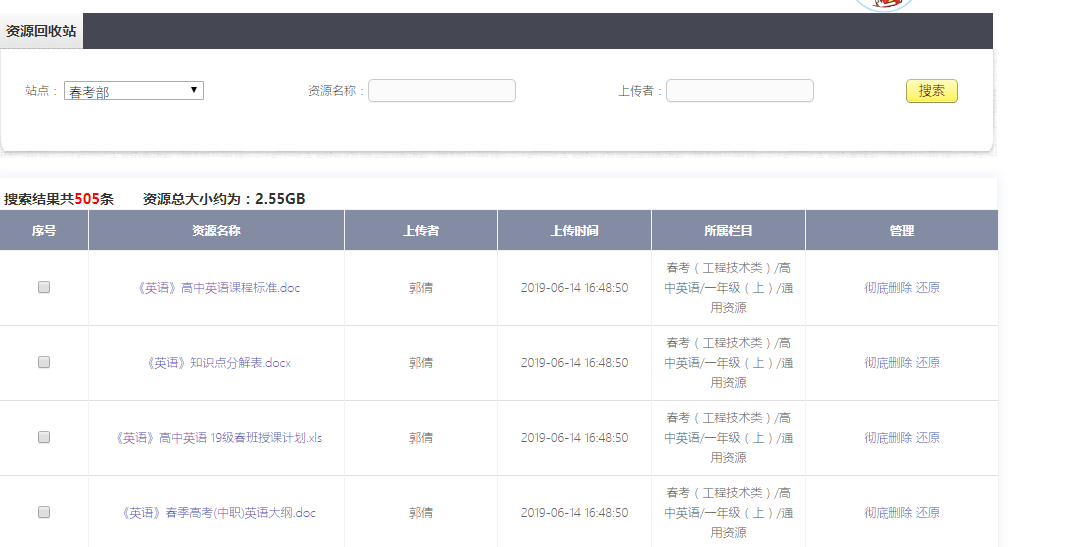 资源回收站
站点： 春考部 资源名称： 上传者： 搜索
搜索结果共505条 资源总大小约为：2.55GB
序号 资源名称 上传者 上传时间 所属栏目 管理
《英语》高中英语课程标准.doc 郭倩 2019-06-14 16:48:50 春考（工程技术类）/高
中英语/一年级（上）/通
用资源 彻底删除 还原
《英语》知识点分解表.docx 郭倩 2019-06-14 16:48:50 春考（工程技术类）/高
中英语/一年级（上）/通
用资源 彻底删除 还原
《英语》高中英语 19级春班授课计划.xls 郭倩 2019-06-14 16:48:50 春考（工程技术类）/高
中英语/一年级（上）/通
用资源 彻底删除 还原
《英语》春季高考(中职)英语大纲.doc 郭倩 2019-06-14 16:48:50 春考（工程技术类）/高
中英语/一年级（上）/通
用资源 彻底删除 还原